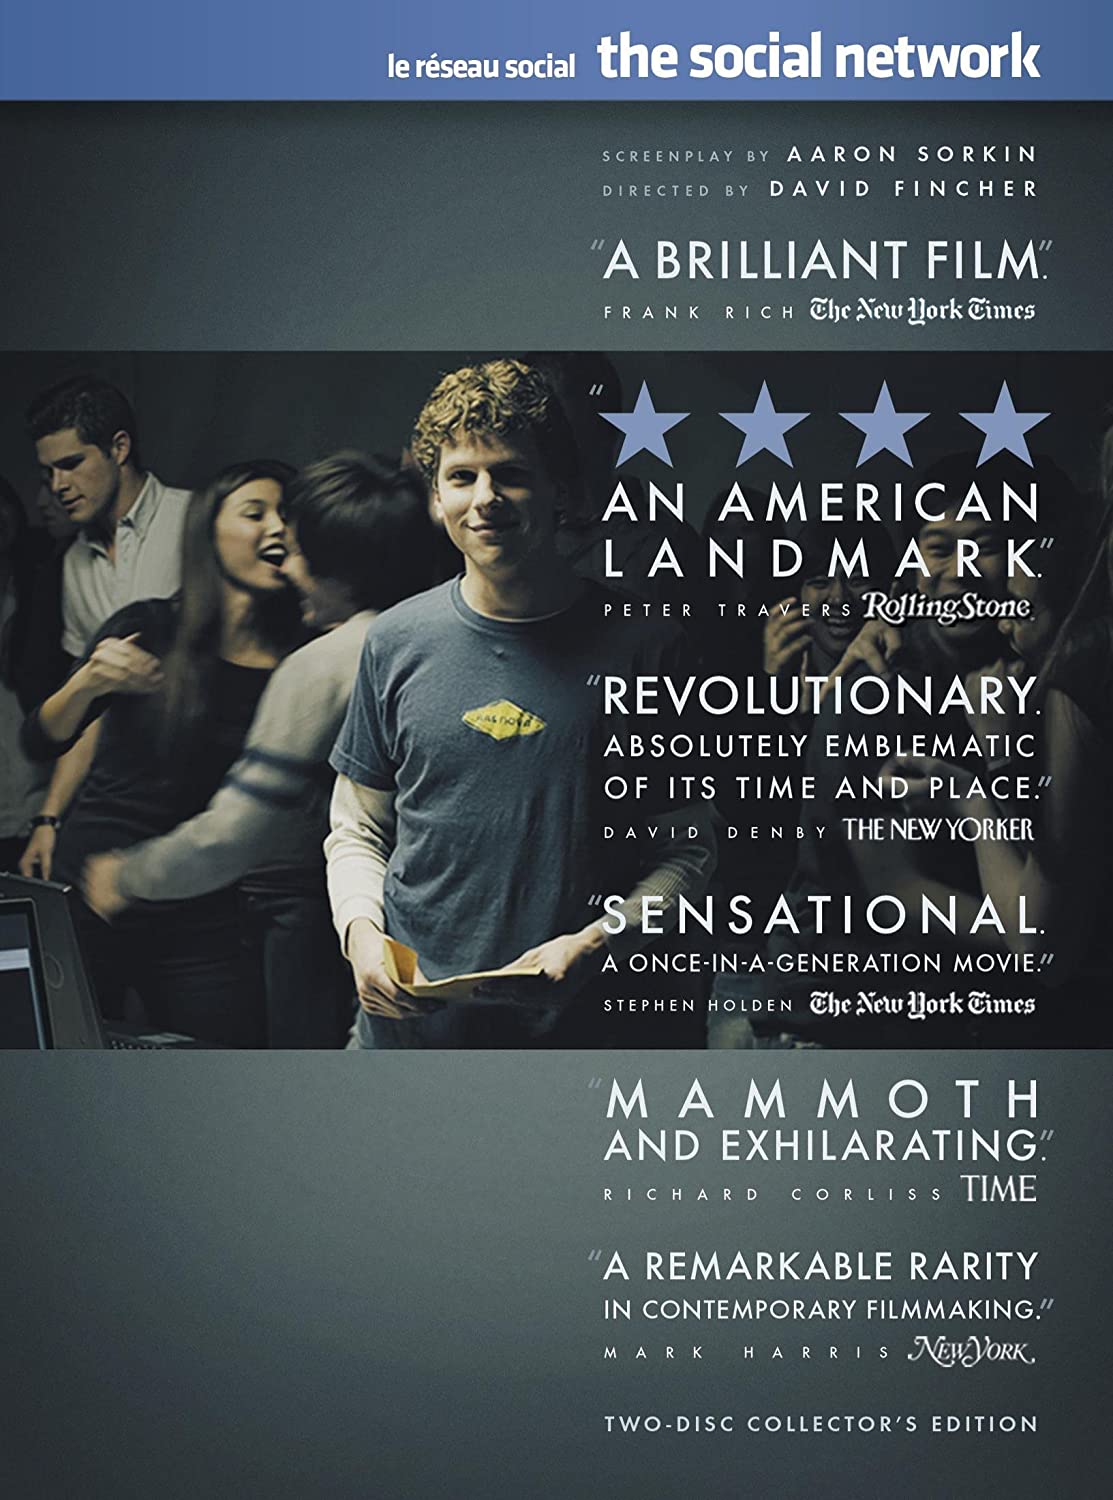 le réseau social the social network
SCREENPLAY BY AARON SORKIN
DIRECTED BY DAVID FINCHER
"A BRILLIANT FILM."
FRANK RICH The New York Times
"★★★★
AN AMERICAN
LANDMARK."
PETER TRAVERS RollingStone
"REVOLUTIONARY.
ABSOLUTELY EMBLEMATIC
OF ITS TIME AND PLACE."
DAVID DENBY THE NEW YORKER
"SENSATIONAL.
A ONCE-IN-A-GENERATION MOVIE."
STEPHEN HOLDEN The New York Times
"MAMMOTH
AND EXHILARATING."
RICHARD CORLISS TIME
"A REMARKABLE RARITY
IN CONTEMPORARY FILMMAKING."
MARK HARRIS NEW YORK
TWO-DISC COLLECTOR'S EDITION